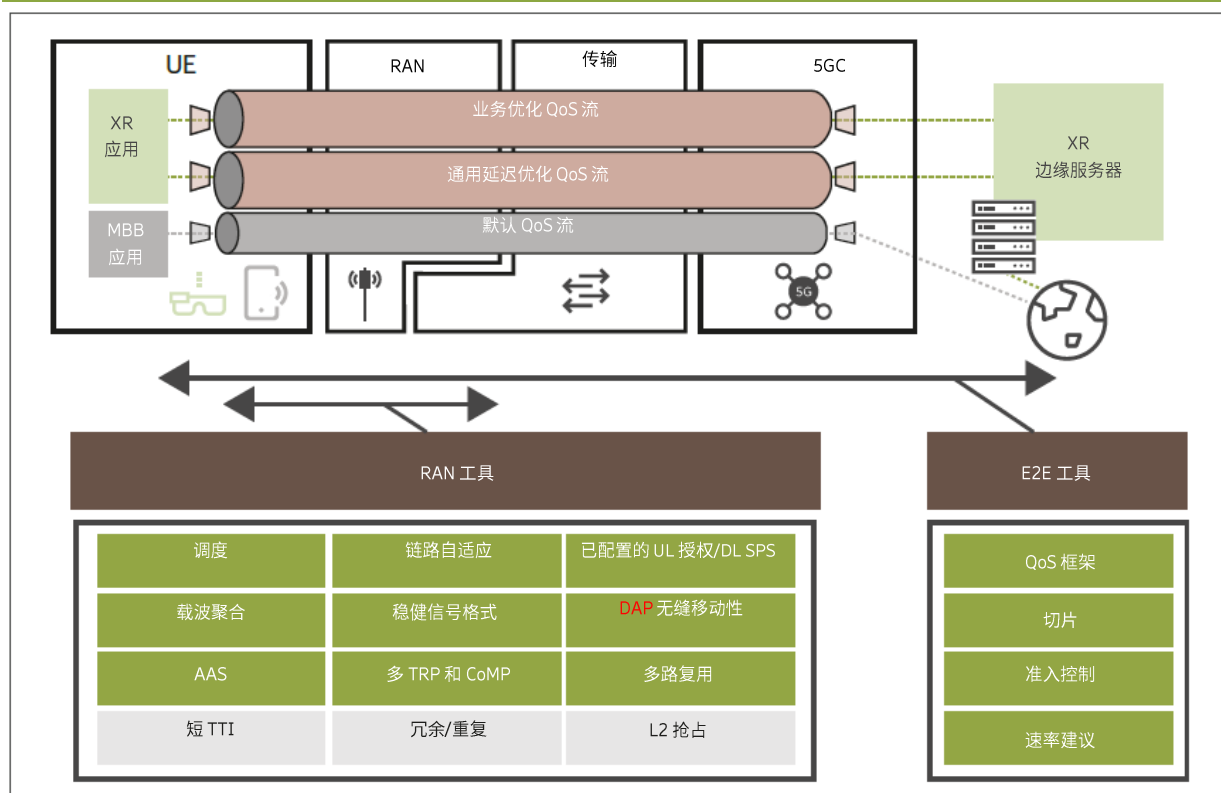 UE
RAN
传输
5GC
XR
应用
业务优化 QoS 流
通用延迟优化 QoS 流
XR
边缘服务器
MBB
应用
默认 QoS 流
5G
RAN 工具
E2E 工具
调度
链路自适应
已配置的 UL 授权/DL SPS
载波聚合
稳健信号格式
DAP 无缝移动性
AAS
多 TRP 和 CoMP
多路复用
短 TTI
冗余/重复
L2 抢占
QoS 框架
切片
准入控制
速率建议